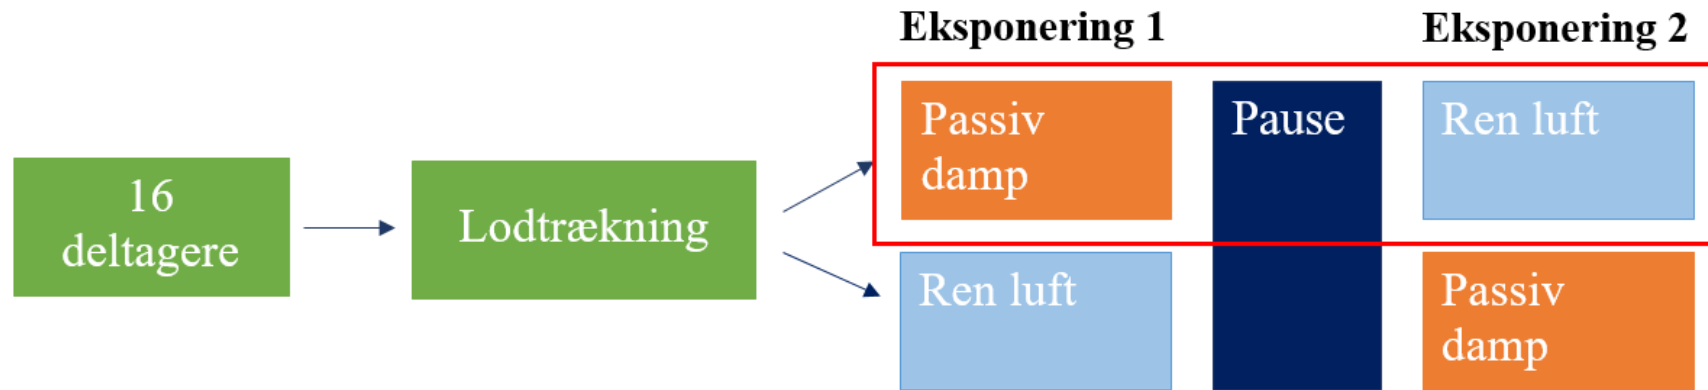 Eksponering 1
Eksponering 2
16
deltagere
Lodtrækning
Passiv
damp
Pause
Ren luft
Ren luft
Passiv
damp